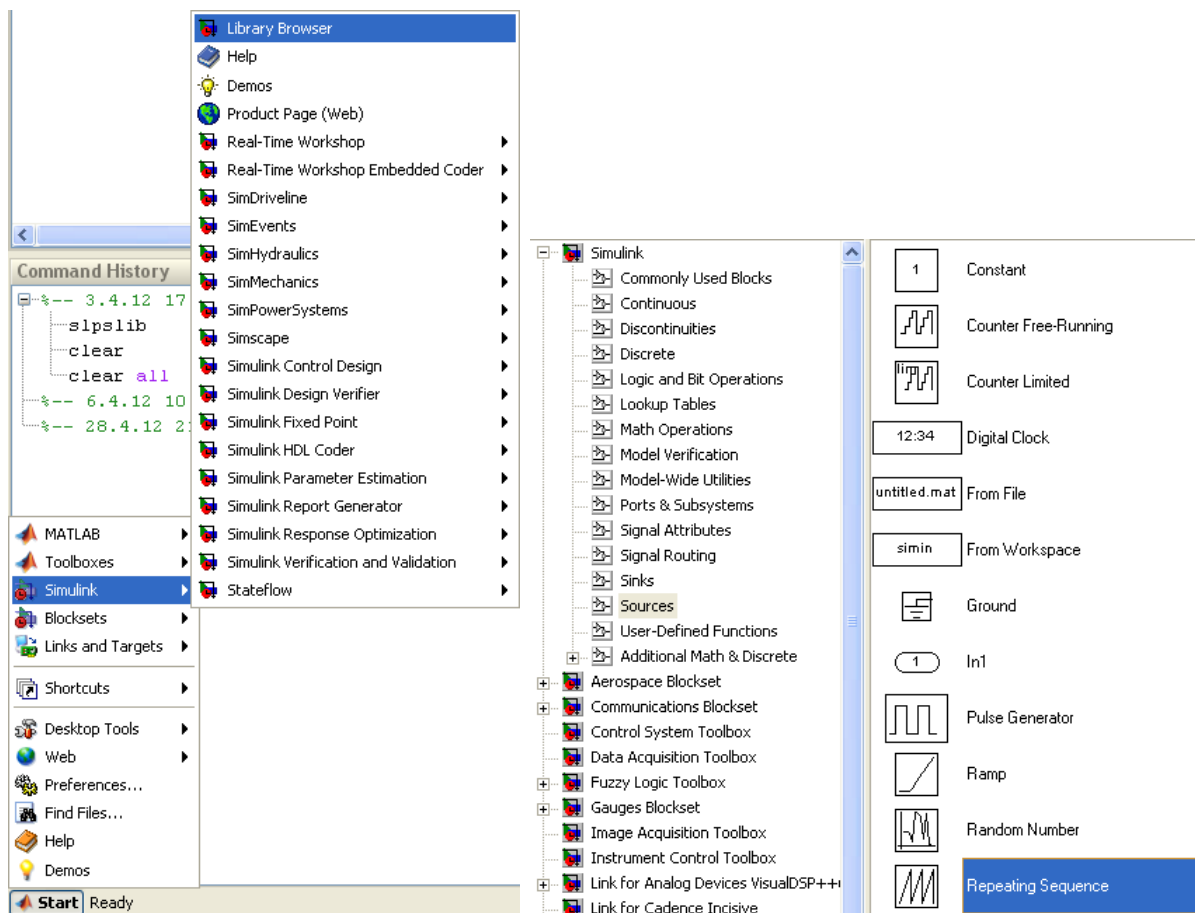 Library Browser
Help
Demos
Product Page (Web)
Real-Time Workshop
Real-Time Workshop Embedded Coder
SimDriveline
SimEvents
SimHydraulics
SimMechanics
SimPowerSystems
Simscape
Simulink Control Design
Simulink Design Verifier
Simulink Fixed Point
Simulink HDL Coder
Simulink Parameter Estimation
Simulink Report Generator
Simulink Response Optimization
Simulink Verification and Validation
Stateflow
Command History
%-- 3.4.12 17
slpslib
clear
clear all
%-- 6.4.12 10
%-- 28.4.12
MATLAB
Toolboxes
Simulink
Blocksets
Links and Targets
Shortcuts
Desktop Tools
Web
Preferences...
Find Files...
Help
Demos
Start Ready
Simulink
Commonly Used Blocks
Continuous
Discontinuities
Discrete
Logic and Bit Operations
Lookup Tables
Math Operations
Model Verification
Model-Wide Utilities
Ports & Subsystems
Signal Attributes
Signal Routing
Sinks
Sources
User-Defined Functions
Additional Math & Discrete
Aerospace Blockset
Communications Blockset
Control System Toolbox
Data Acquisition Toolbox
Fuzzy Logic Toolbox
Gauges Blockset
Image Acquisition Toolbox
Instrument Control Toolbox
Link for Analog Devices VisualDSP++
Link for Cadence Incisive
1 Constant
Counter Free-Running
Counter Limited
12:34 Digital Clock
untitled.mat From File
simin From Workspace
Ground
1 In1
Pulse Generator
Ramp
Random Number
Repeating Sequence